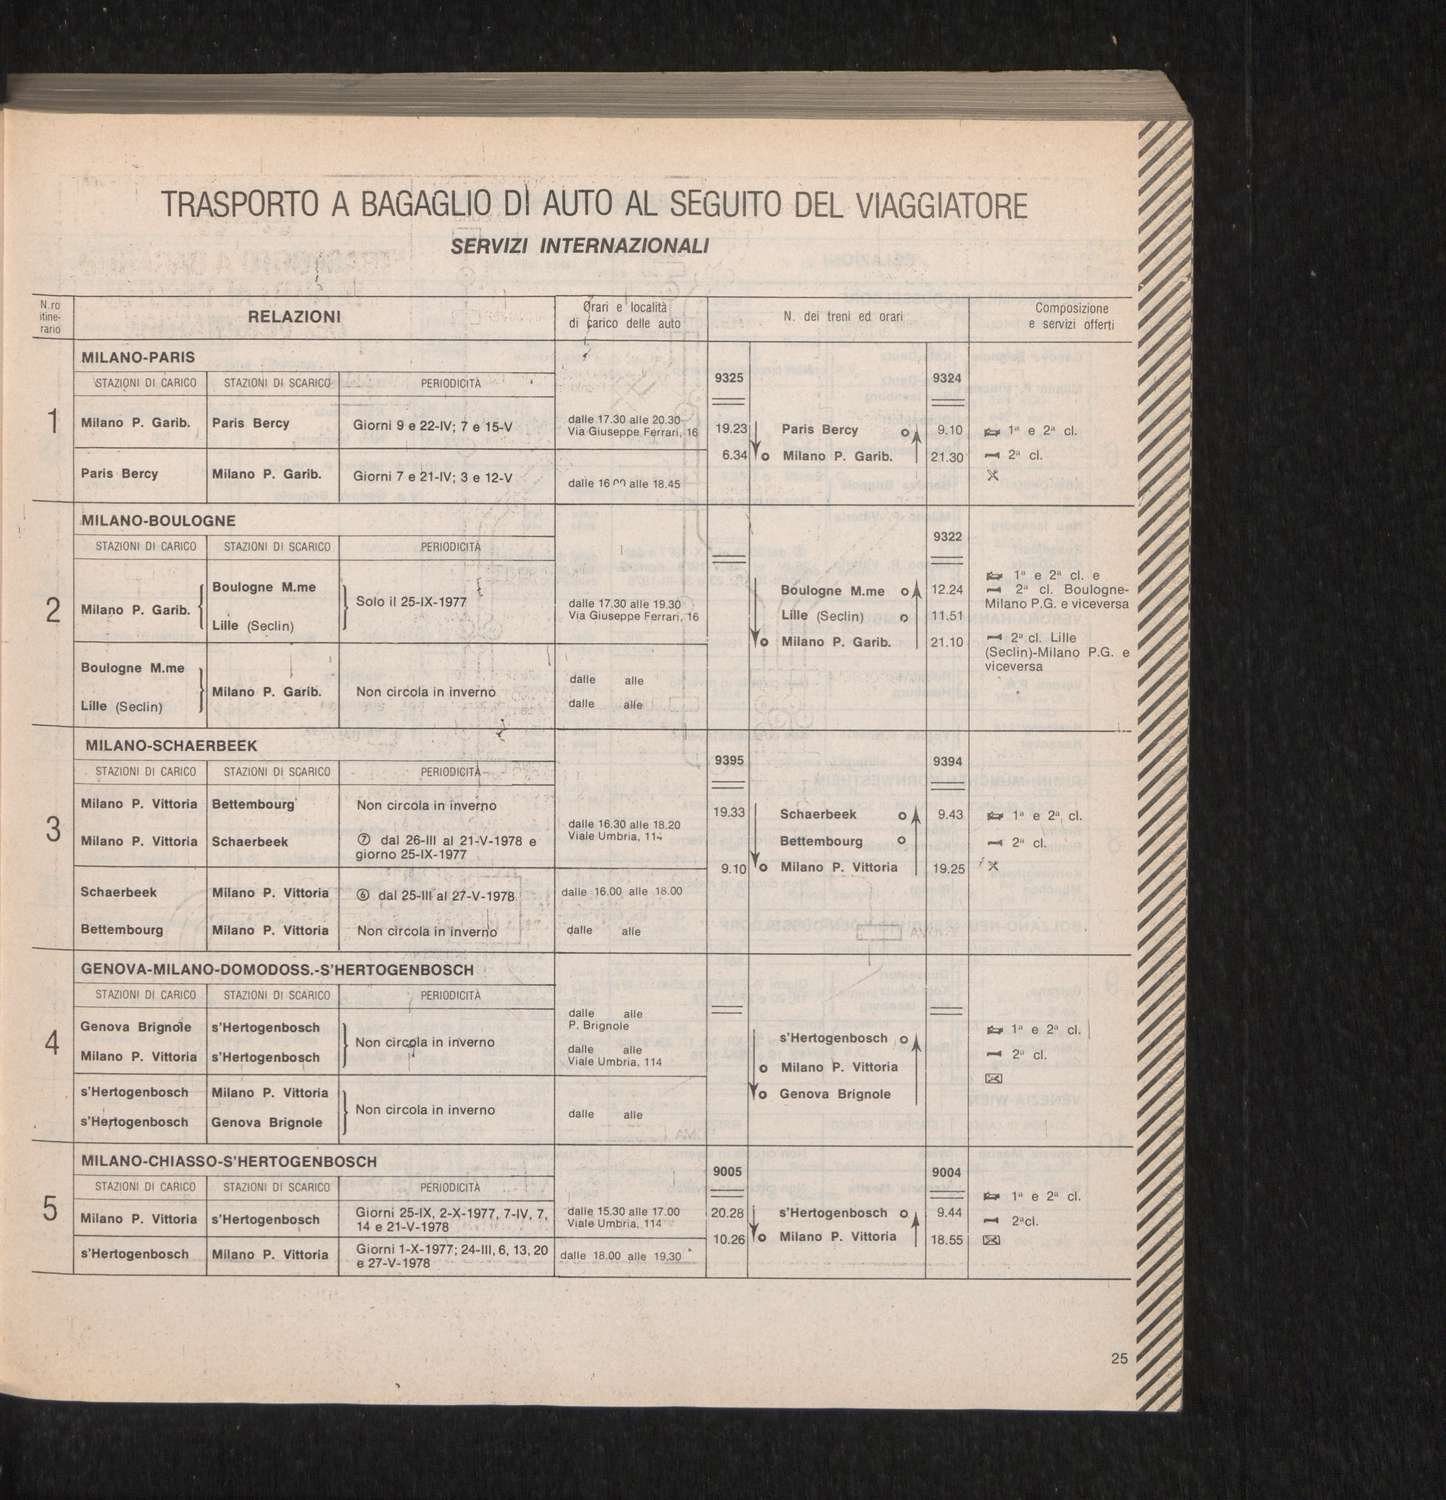 TRASPORTO A BAGAGLIO DI AUTO AL SEGUITO DEL VIAGGIATORE
SERVIZI INTERNAZIONALI
N.ro itine-rario
RELAZIONI
Orari e località di carico delle auto
N. dei treni ed orari
Composizione e servizi offerti
1
MILANO-PARIS
STAZIONI DI CARICO STAZIONI DI SCARICO PERIODICITÀ
Milano P. Garib. Paris Bercy Giorni 9 e 22-IV; 7 e 15-V
dalle 17.30 alle 20.30
Via Giuseppe Ferrari, 16
Paris Bercy Milano P. Garib. Giorni 7 e 21-IV; 3 e 12-V
dalle 16.00 alle 18.45
9325 9324
19.23 Paris Bercy 9.10
6.34 Milano P. Garib. 21.30
1ª e 2ª cl.
2ª cl.
2
MILANO-BOULOGNE
STAZIONI DI CARICO STAZIONI DI SCARICO PERIODICITÀ
Milano P. Garib.
Boulogne M.me
Lille (Seclin)
Solo il 25-IX-1977
dalle 17.30 alle 19.30
Via Giuseppe Ferrari, 16
Boulogne M.me
Lille (Seclin)
Milano P. Garib. Non circola in inverno
dalle alle
dalle alle
9322
Boulogne M.me 12.24
Lille (Seclin) 11.51
Milano P. Garib. 21.10
1ª e 2ª cl. e
2ª cl. Boulogne-
Milano P.G. e viceversa
2ª cl. Lille
(Seclin)-Milano P.G. e
viceversa
3
MILANO-SCHAERBEEK
STAZIONI DI CARICO STAZIONI DI SCARICO PERIODICITÀ
Milano P. Vittoria Bettembourg Non circola in inverno
Milano P. Vittoria Schaerbeek ⑦ dal 26-III al 21-V-1978 e
giorno 25-IX-1977
dalle 16.30 alle 18.20
Viale Umbria, 114
Schaerbeek Milano P. Vittoria ⑥ dal 25-III al 27-V-1978
dalle 16.00 alle 18.00
Bettembourg Milano P. Vittoria Non circola in inverno
dalle alle
9395 9394
19.33 Schaerbeek 9.43
Bettembourg
9.10 Milano P. Vittoria 19.25
1ª e 2ª cl.
2ª cl.
4
GENOVA-MILANO-DOMODOSS.-S'HERTOGENBOSCH
STAZIONI DI CARICO STAZIONI DI SCARICO PERIODICITÀ
Genova Brignole s'Hertogenbosch
Milano P. Vittoria s'Hertogenbosch
Non circola in inverno
dalle alle
P. Brignole
dalle alle
Viale Umbria, 114
s'Hertogenbosch Milano P. Vittoria
s'Hertogenbosch Genova Brignole
Non circola in inverno
dalle alle
s'Hertogenbosch
Milano P. Vittoria
Genova Brignole
1ª e 2ª cl.
2ª cl.
5
MILANO-CHIASSO-S'HERTOGENBOSCH
STAZIONI DI CARICO STAZIONI DI SCARICO PERIODICITÀ
Milano P. Vittoria s'Hertogenbosch Giorni 25-IX, 2-X-1977, 7-IV, 7,
14 e 21-V-1978
dalle 15.30 alle 17.00
Viale Umbria, 114
s'Hertogenbosch Milano P. Vittoria Giorni 1-X-1977; 24-III, 6, 13, 20
e 27-V-1978
dalle 18.00 alle 19,30
9005 9004
20.28 s'Hertogenbosch 9.44
10.26 Milano P. Vittoria 18.55
1ª e 2ª cl.
2ªcl.
25